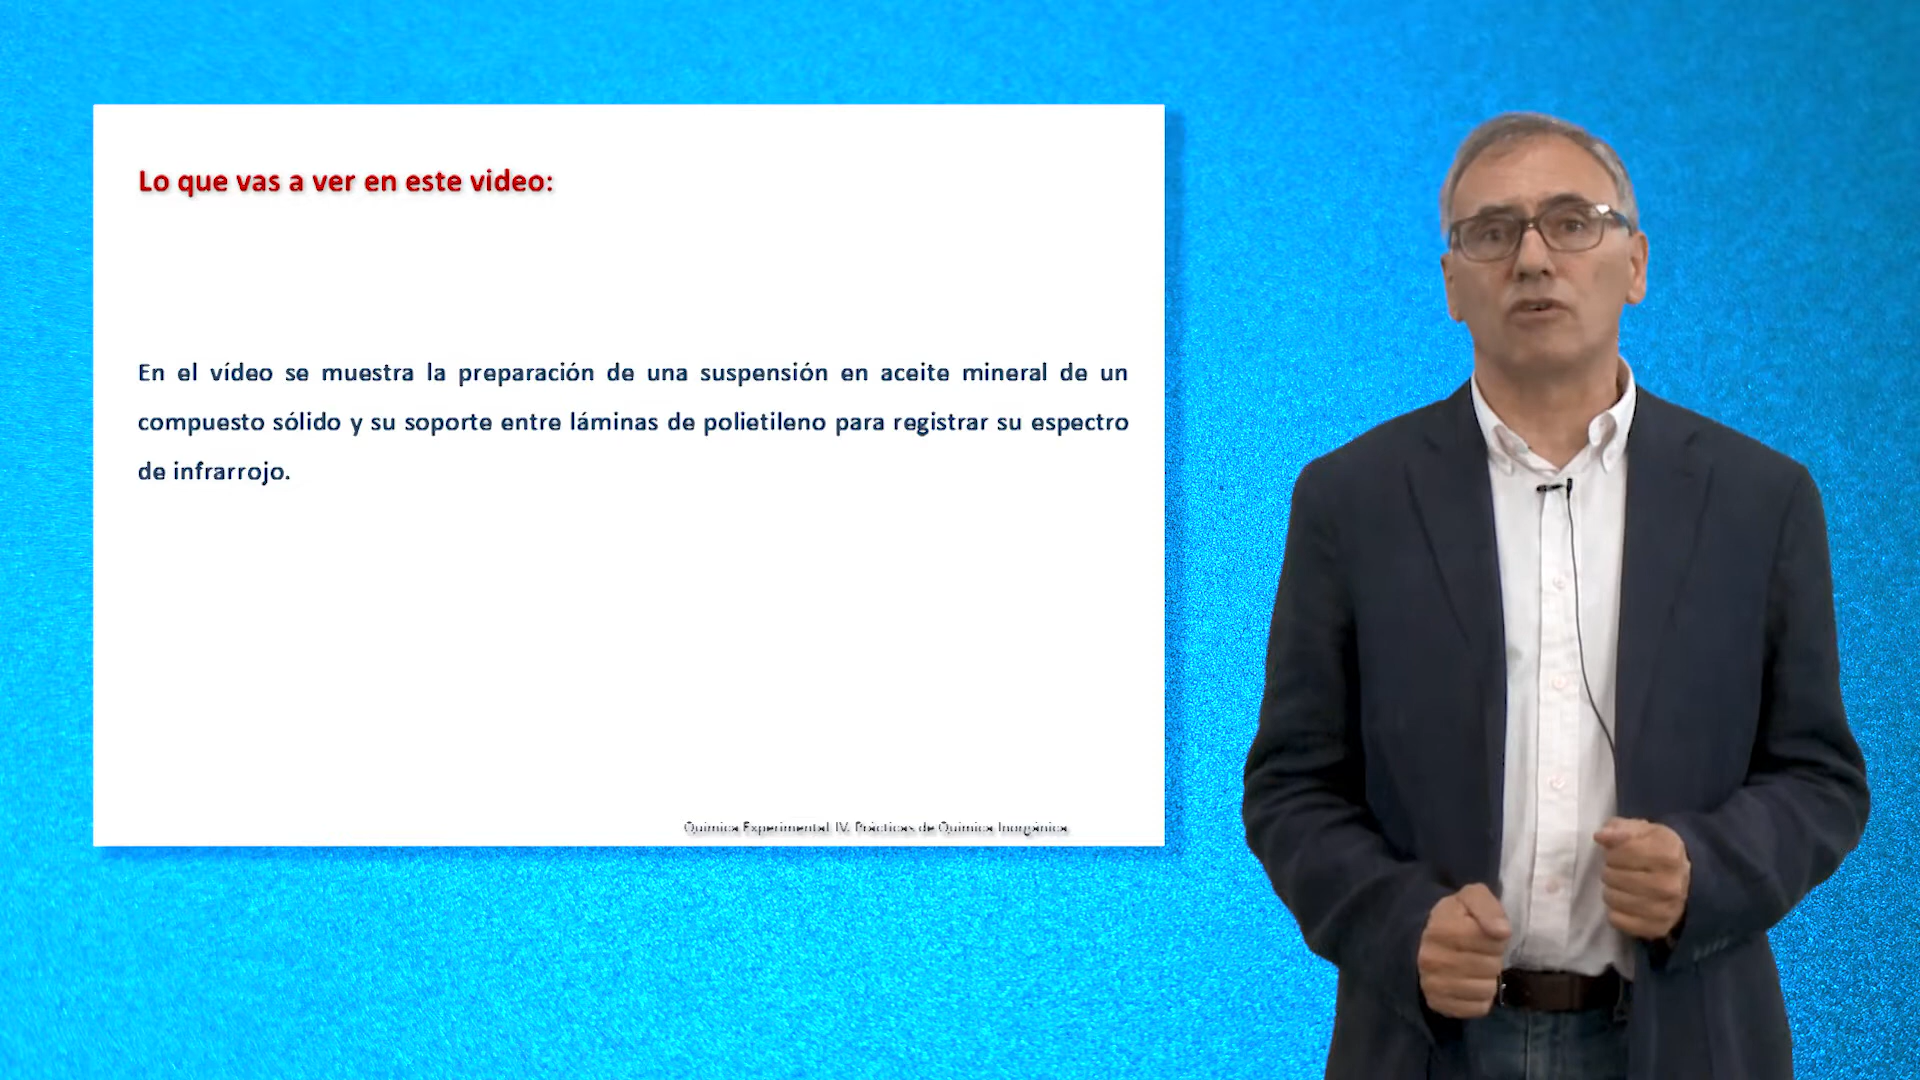 Lo que vas a ver en este video:
En el vídeo se muestra la preparación de una suspensión en aceite mineral de un
compuesto sólido y su soporte entre láminas de polietileno para registrar su espectro
de infrarrojo.
Química Experimental IV. Prácticas de Química Inorgánica